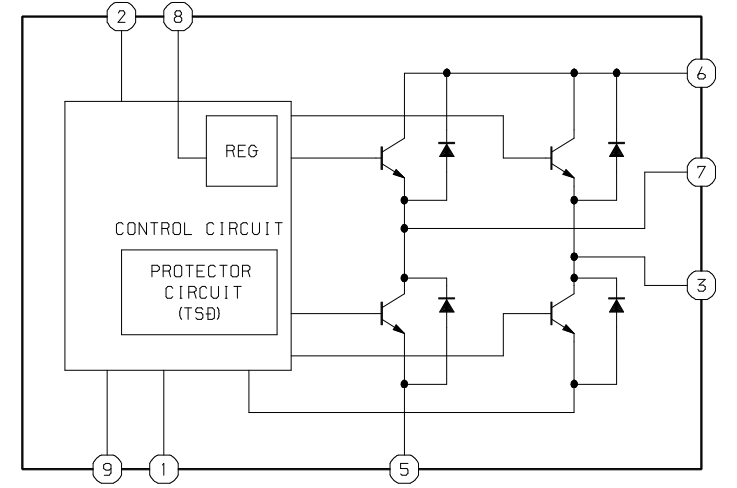 2 8
6
REG
7
CONTROL CIRCUIT
PROTECTOR
CIRCUIT
(TSD)
3
9 1 5